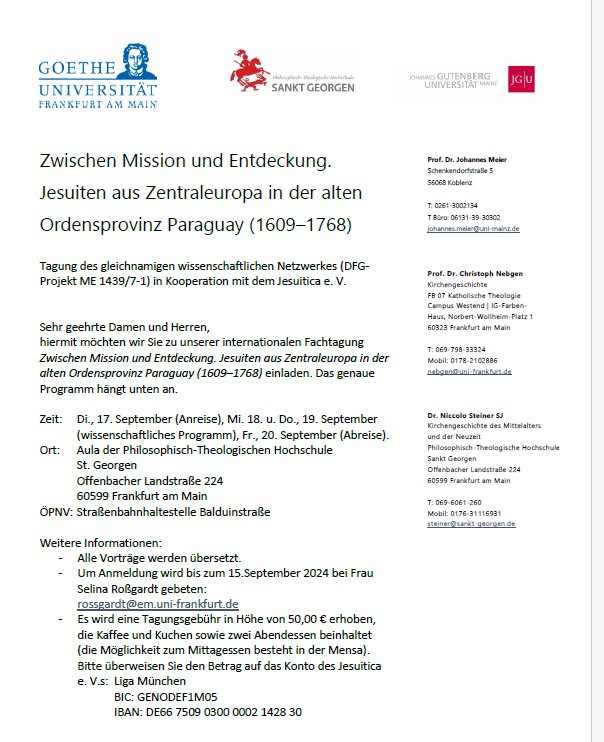 GOETHE
UNIVERSITÄT
FRANKFURT AM MAIN
Philosophisch-Theologische Hochschule
SANKT GEORGEN
JOHANNES GUTENBERG
UNIVERSITÄT MAINZ
JG|U
Zwischen Mission und Entdeckung.
Jesuiten aus Zentraleuropa in der alten
Ordensprovinz Paraguay (1609–1768)
Tagung des gleichnamigen wissenschaftlichen Netzwerkes (DFG-
Projekt ME 1439/7-1) in Kooperation mit dem Jesuitica e. V.
Sehr geehrte Damen und Herren,
hiermit möchten wir Sie zu unserer internationalen Fachtagung
Zwischen Mission und Entdeckung. Jesuiten aus Zentraleuropa in der
alten Ordensprovinz Paraguay (1609–1768) einladen. Das genaue
Programm hängt unten an.
Zeit: Di., 17. September (Anreise), Mi. 18. u. Do., 19. September
(wissenschaftliches Programm), Fr., 20. September (Abreise).
Ort: Aula der Philosophisch-Theologischen Hochschule
St. Georgen
Offenbacher Landstraße 224
60599 Frankfurt am Main
ÖPNV: Straßenbahnhaltestelle Balduinstraße
Weitere Informationen:
- Alle Vorträge werden übersetzt.
- Um Anmeldung wird bis zum 15.September 2024 bei Frau
Selina Roßgardt gebeten:
rossgardt@em.uni-frankfurt.de
- Es wird eine Tagungsgebühr in Höhe von 50,00 € erhoben,
die Kaffee und Kuchen sowie zwei Abendessen beinhaltet
(die Möglichkeit zum Mittagessen besteht in der Mensa).
Bitte überweisen Sie den Betrag auf das Konto des Jesuitica
e. V.s: Liga München
BIC: GENODEF1M05
IBAN: DE66 7509 0300 0002 1428 30
Prof. Dr. Johannes Meier
Schenkendorfstraße 5
56068 Koblenz
T: 0261-3002134
T Büro: 06131-39-30302
johannes.meier@uni-mainz.de
Prof. Dr. Christoph Nebgen
Kirchengeschichte
FB 07 Katholische Theologie
Campus Westend | IG-Farben-
Haus, Norbert-Wollheim-Platz 1
60323 Frankfurt am Main
T: 069-798-33324
Mobil: 0178-2102886
nebgen@uni-frankfurt.de
Dr. Niccolo Steiner SJ
Kirchengeschichte des Mittelalters
und der Neuzeit
Philosophisch-Theologische Hochschule
Sankt Georgen
Offenbacher Landstraße 224
60599 Frankfurt am Main
T: 069-6061-260
Mobil: 0176-31116931
steiner@sankt-georgen.de